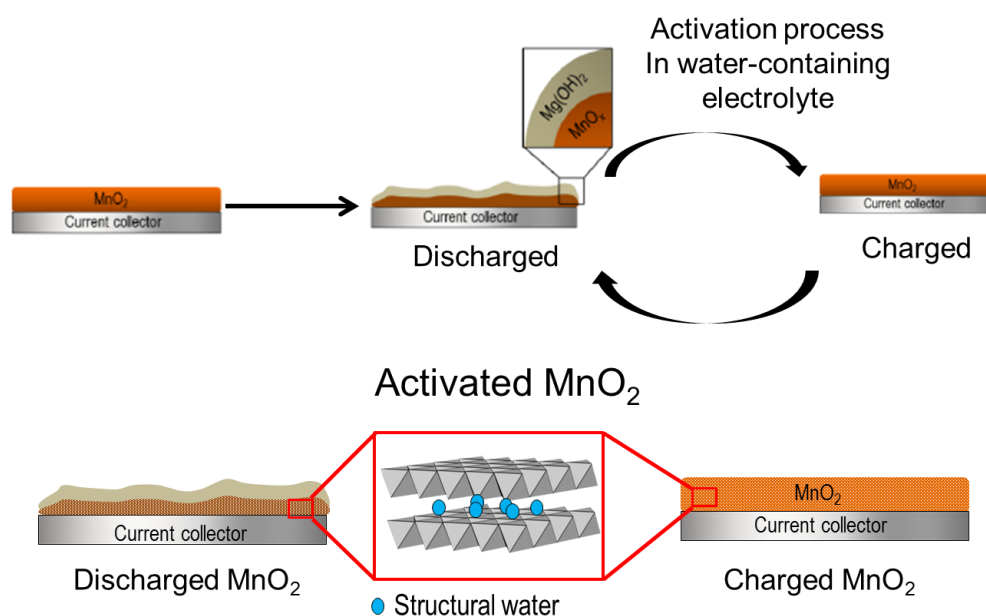 Activation process
In water-containing
electrolyte
Mg(OH)₂
MnOₓ
MnO₂
Current collector
Current collector
Discharged
MnO₂
Current collector
Charged
Activated MnO₂
Current collector
Discharged MnO₂
MnO₂
Current collector
Charged MnO₂
Structural water